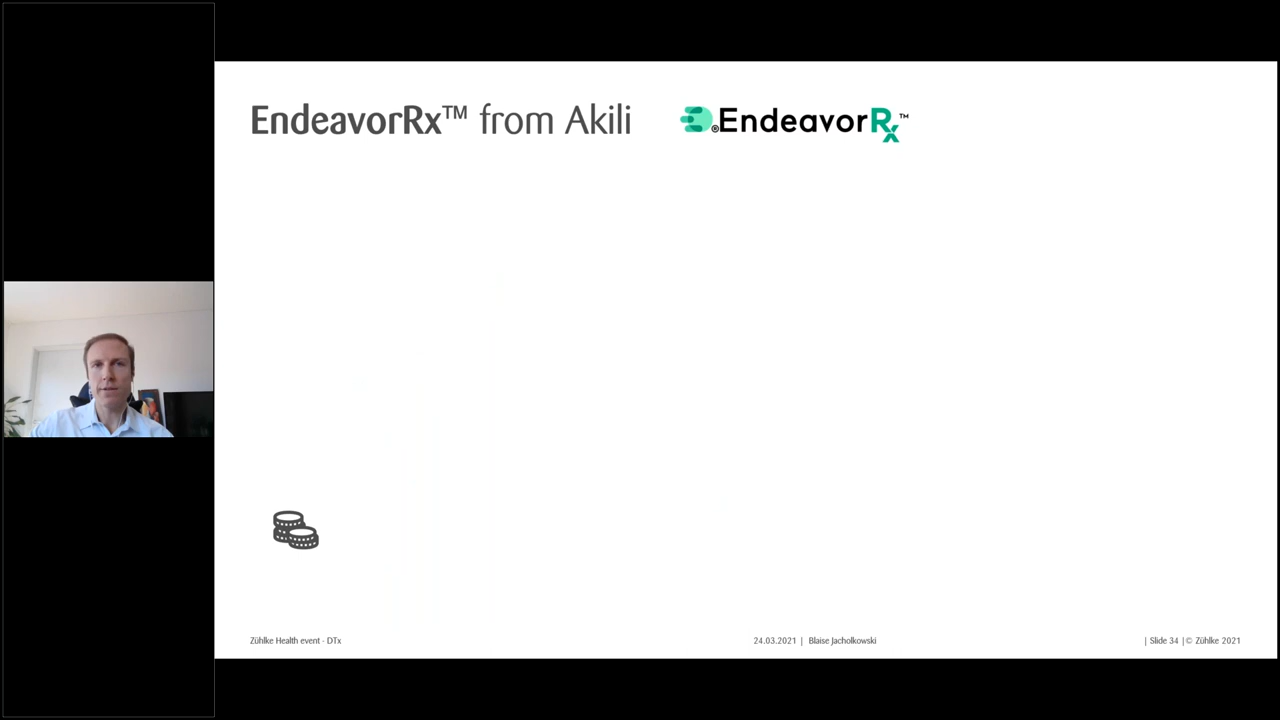 EndeavorRx™ from Akili
®EndeavorRx™
Zühlke Health event - DTx
24.03.2021 | Blaise Jacholkowski
| Slide 34 | © Zühlke 2021